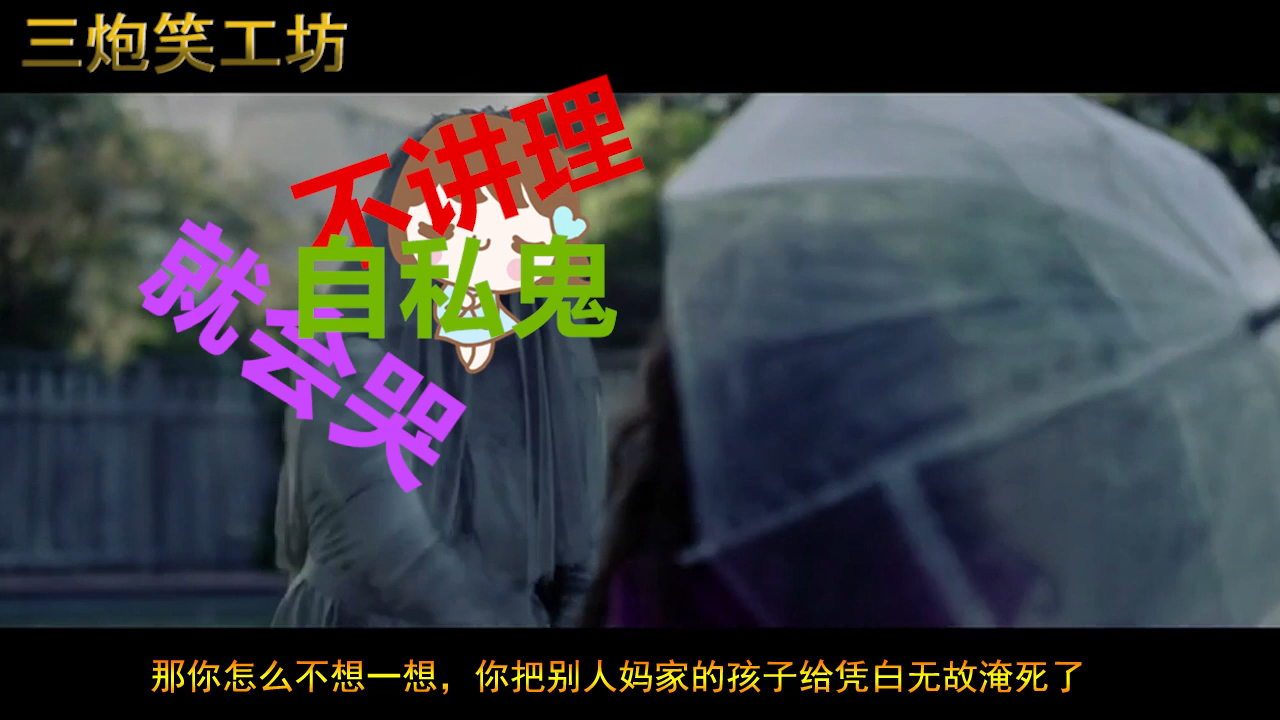 三炮笑工坊
不讲理
自私鬼
就会哭
那你怎么不想一想，你把别人妈家的孩子给凭白无故淹死了